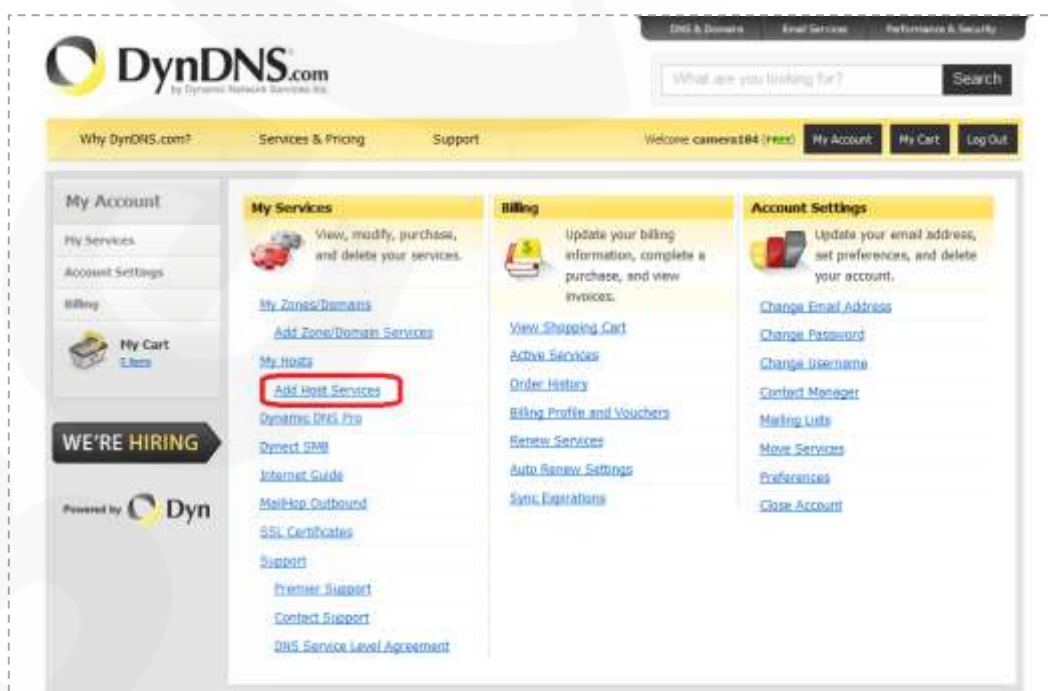 DNS & Domains Email Services Performance & Security
DynDNS.com
by Dynamic Network Services Inc.
What are you looking for? Search
Why DynDNS.com? Services & Pricing Support Welcome camera184 (FREE) My Account My Cart Log Out
My Account
My Services
Account Settings
Billing
My Cart
5 items
WE'RE HIRING
Powered by Dyn
My Services
View, modify, purchase,
and delete your services.
My Zones/Domains
Add Zone/Domain Services
My Hosts
Add Host Services
Dynamic DNS Pro
Dynect SMB
Internet Guide
MailHop Outbound
SSL Certificates
Support
Premier Support
Contact Support
DNS Service Level Agreement
Billing
Update your billing
information, complete a
purchase, and view
invoices.
View Shopping Cart
Active Services
Order History
Billing Profile and Vouchers
Renew Services
Auto Renew Settings
Sync Expirations
Account Settings
Update your email address,
set preferences, and delete
your account.
Change Email Address
Change Password
Change Username
Contact Manager
Mailing Lists
Move Services
Preferences
Close Account